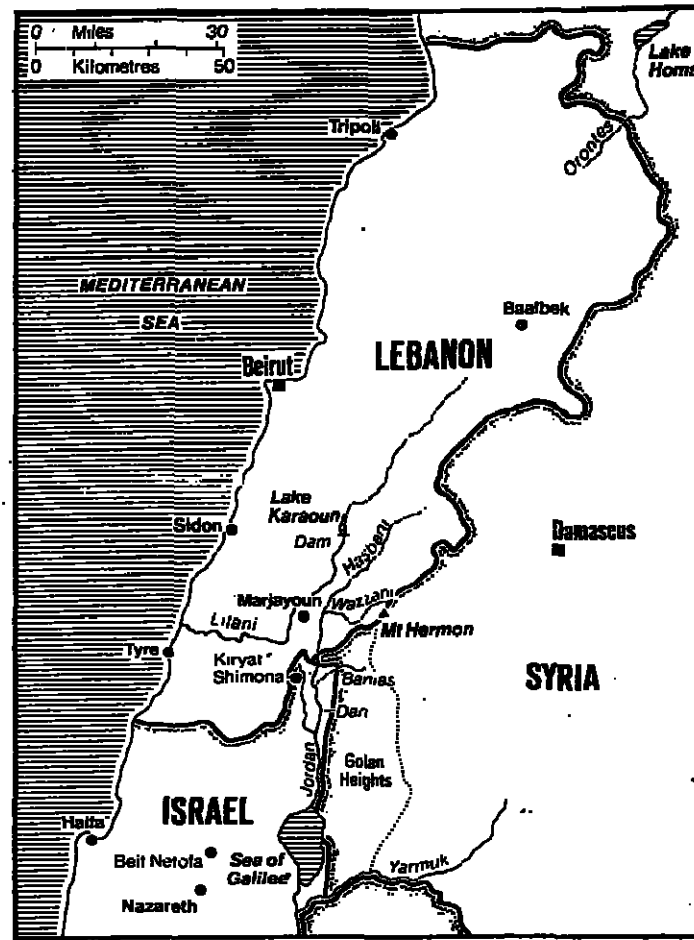 0 Miles 30
0 Kilometres 50
Lake
Homs
Tripoli
Orontes
MEDITERRANEAN
SEA
Baalbek
LEBANON
Beirut
Lake
Karaoun
Dam
Sidon
Hasbani
Damascus
Marjayoun
Wazzani
Litani
Mt Hermon
Tyre
Kiryat
Shimona
Banias
SYRIA
Dan
Jordan
Golan
Heights
ISRAEL
Haifa
Beit Netofa
Sea of
Galilee
Yarmuk
Nazareth